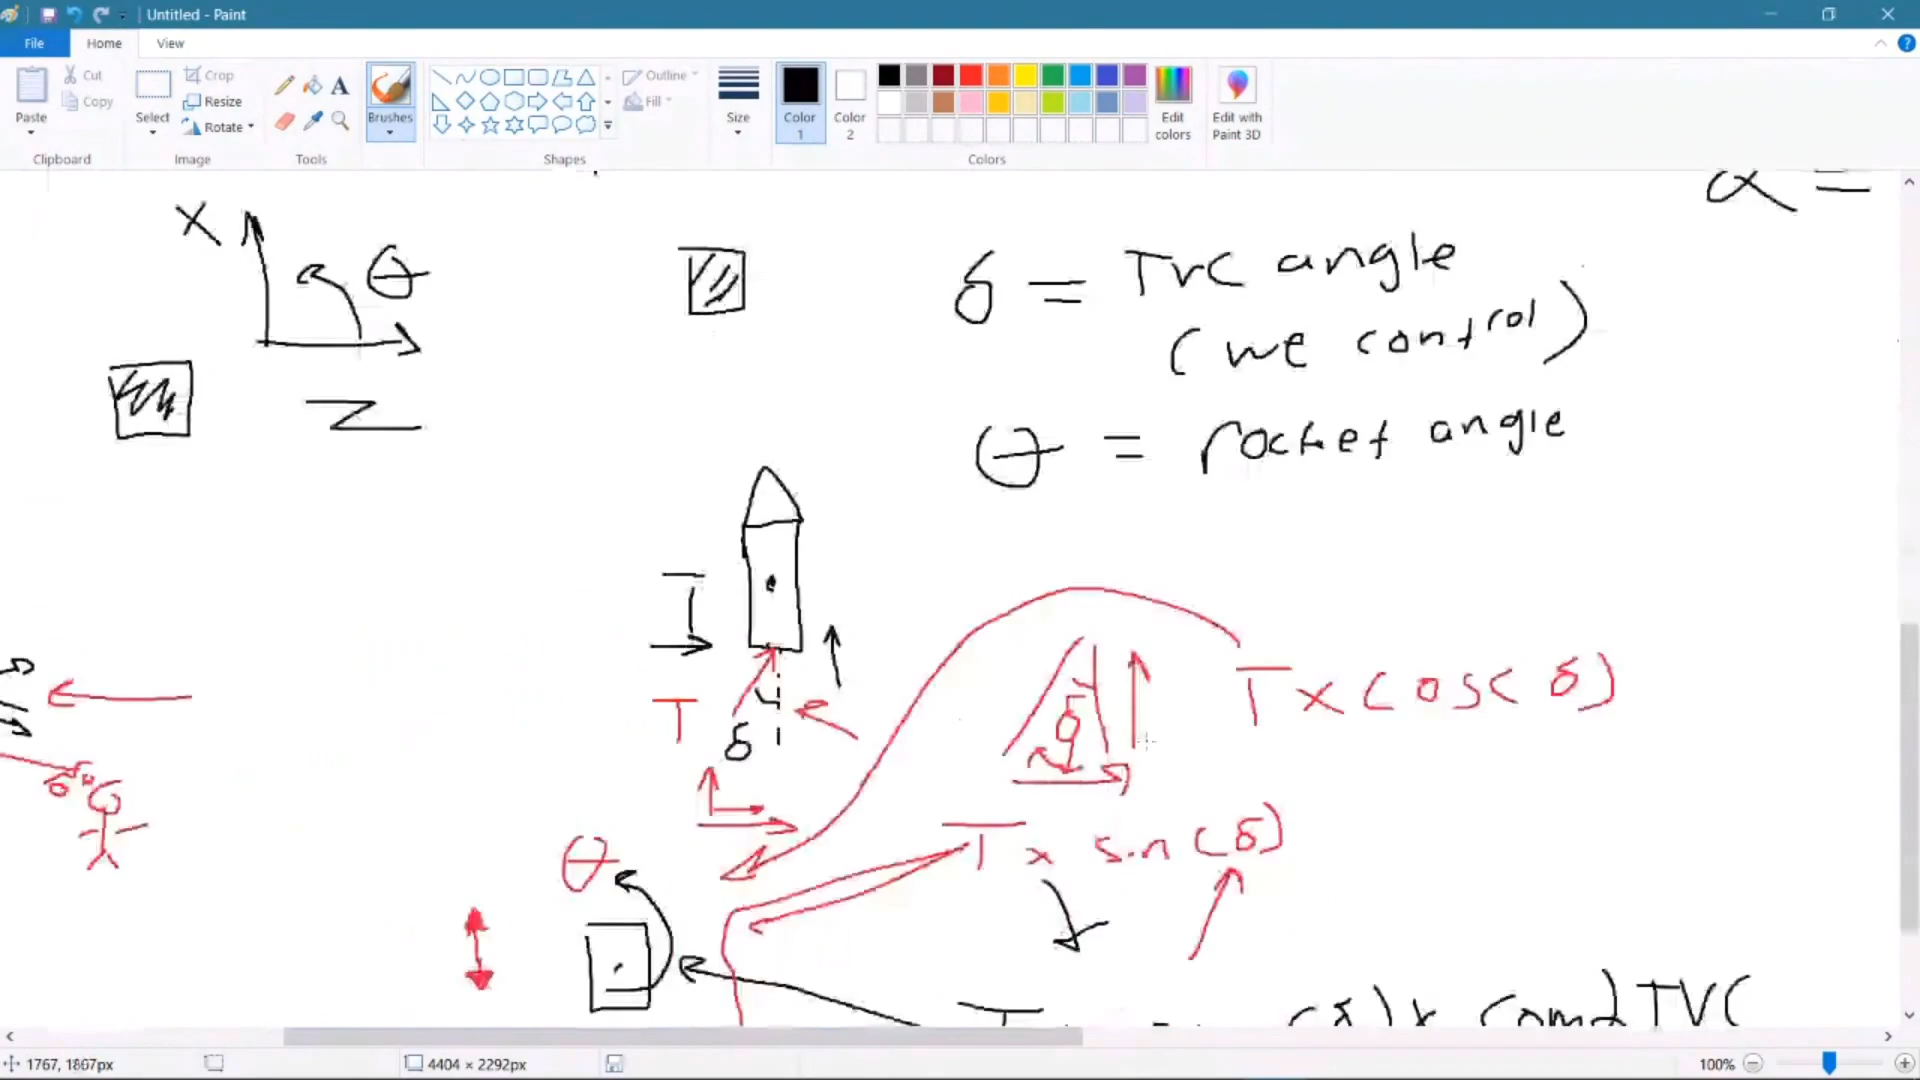 Untitled - Paint
File
Home
View
Paste
Cut
Copy
Clipboard
Select
Crop
Resize
Rotate
Image
Tools
Brushes
Shapes
Outline
Fill
Size
Color
1
Color
2
Edit
colors
Edit with
Paint 3D
Colors
α =
X
θ
Z
δ = TVC angle
(we control)
θ = rocket angle
T
T
δ
δ
T x cos(δ)
T x sin(δ)
θ
(δ) x com2TVC
1767, 1867px
4404 × 2292px
100%